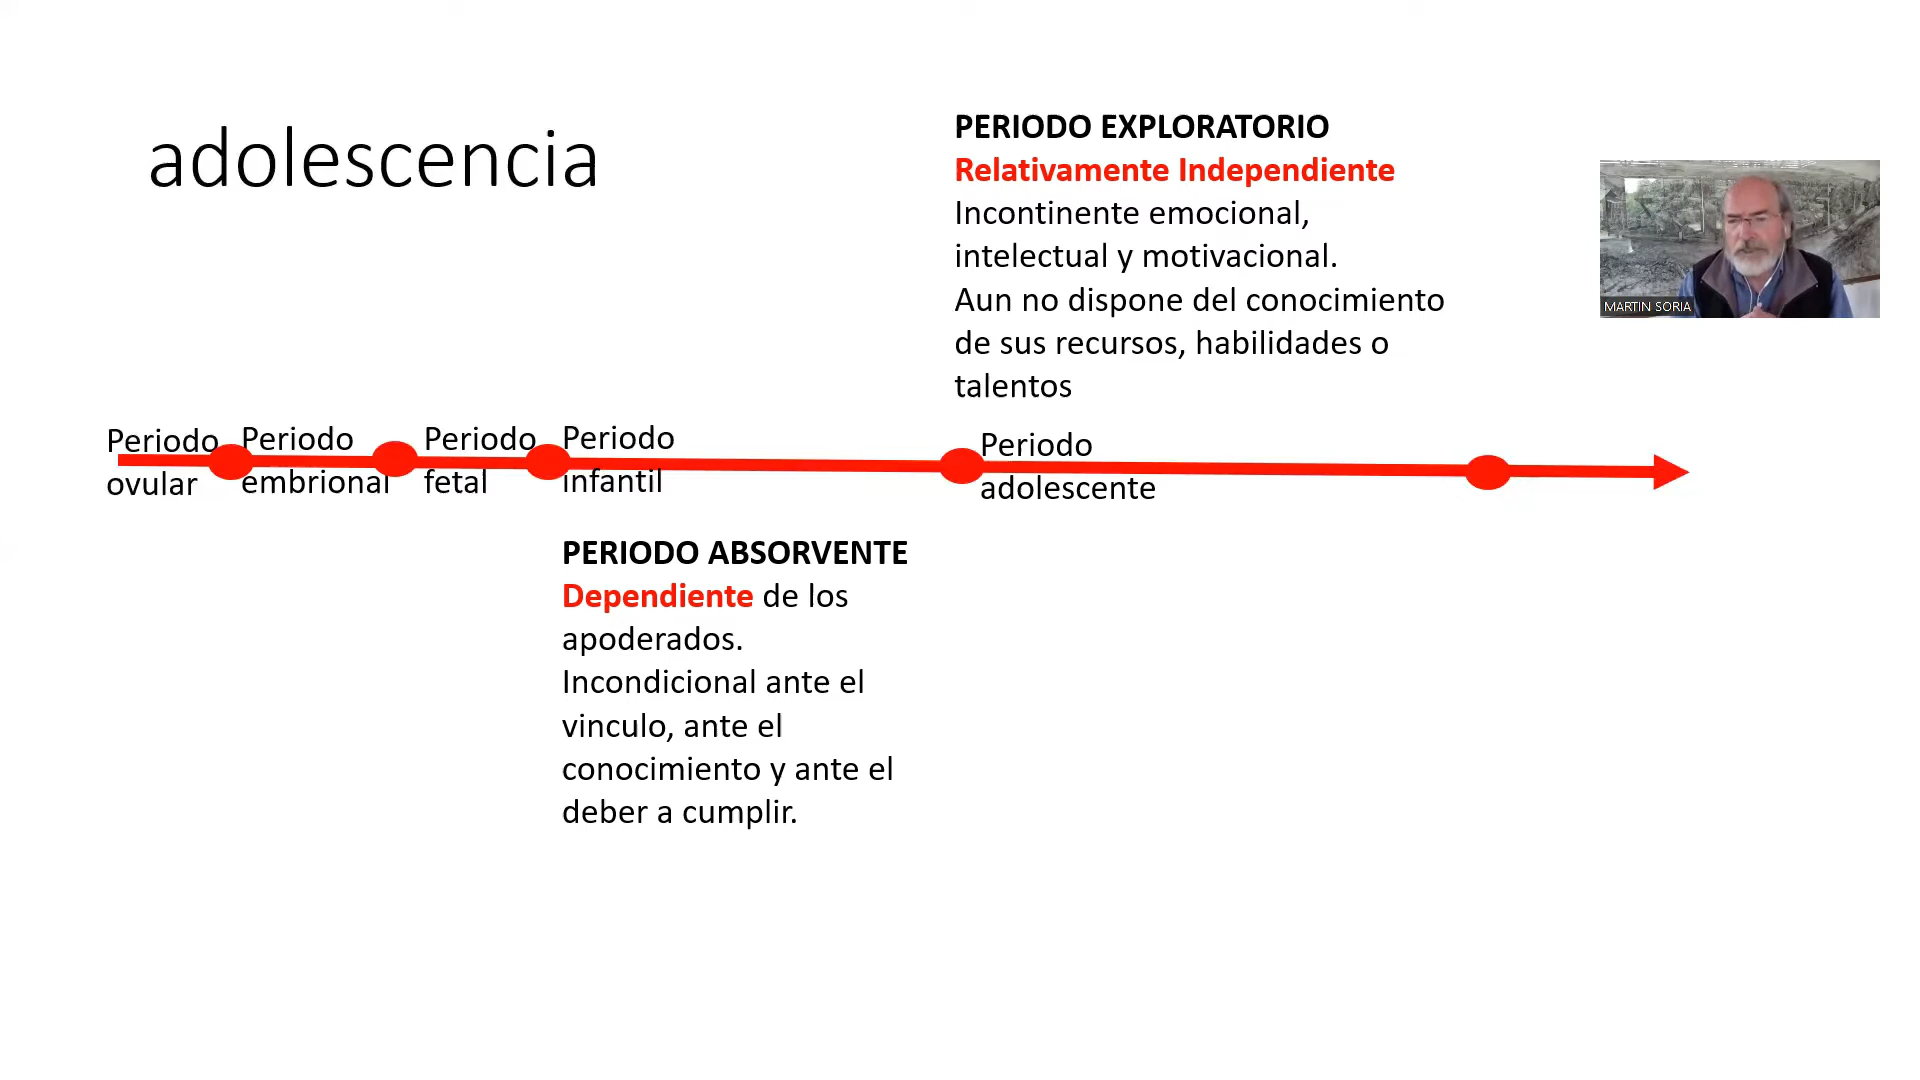 adolescencia
PERIODO EXPLORATORIO
Relativamente Independiente
Incontinente emocional,
intelectual y motivacional.
Aun no dispone del conocimiento
de sus recursos, habilidades o
talentos
MARTIN SORIA
Periodo
ovular
Periodo
embrional
Periodo
fetal
Periodo
infantil
Periodo
adolescente
PERIODO ABSORVENTE
Dependiente de los
apoderados.
Incondicional ante el
vinculo, ante el
conocimiento y ante el
deber a cumplir.